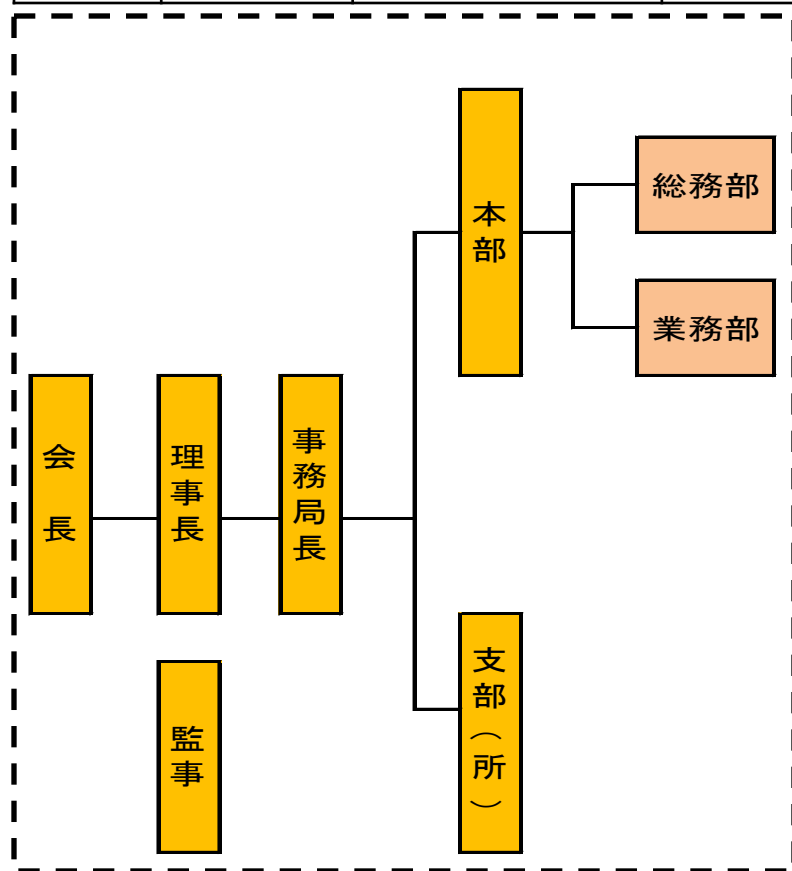 会長
理事長
事務局長
本部
総務部
業務部
支部（所）
監事